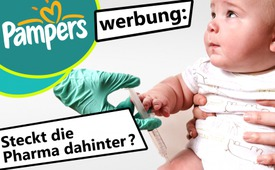 Pampers
werbung:
Steckt die
Pharma dahinter?